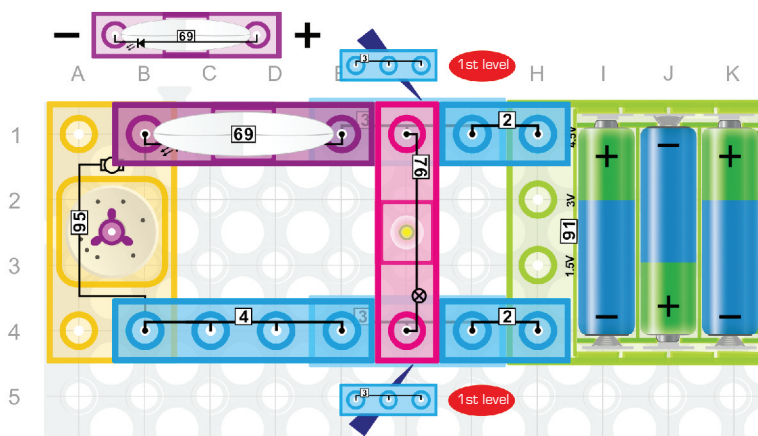 − 69 +
3 1st level
A B C D E H I J K
1 69 3 2 4.5V + − +
76
2 95 3V
91
3 1.5V
4 4 3 2 − + −
5 3 1st level